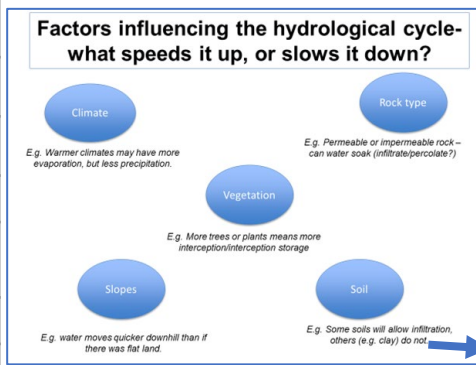 Factors influencing the hydrological cycle-
what speeds it up, or slows it down?
Climate
E.g. Warmer climates may have more
evaporation, but less precipitation.
Rock type
E.g. Permeable or impermeable rock –
can water soak (infiltrate/percolate?)
Vegetation
E.g. More trees or plants means more
interception/interception storage
Slopes
E.g. water moves quicker downhill than if
there was flat land.
Soil
E.g. Some soils will allow infiltration,
others (e.g. clay) do not.